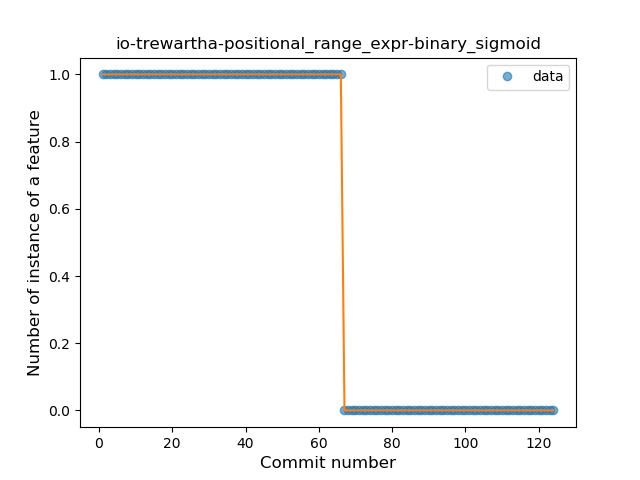 io-trewartha-positional_range_expr-binary_sigmoid
data
Number of instance of a feature
1.0
0.8
0.6
0.4
0.2
0.0
0 20 40 60 80 100 120
Commit number